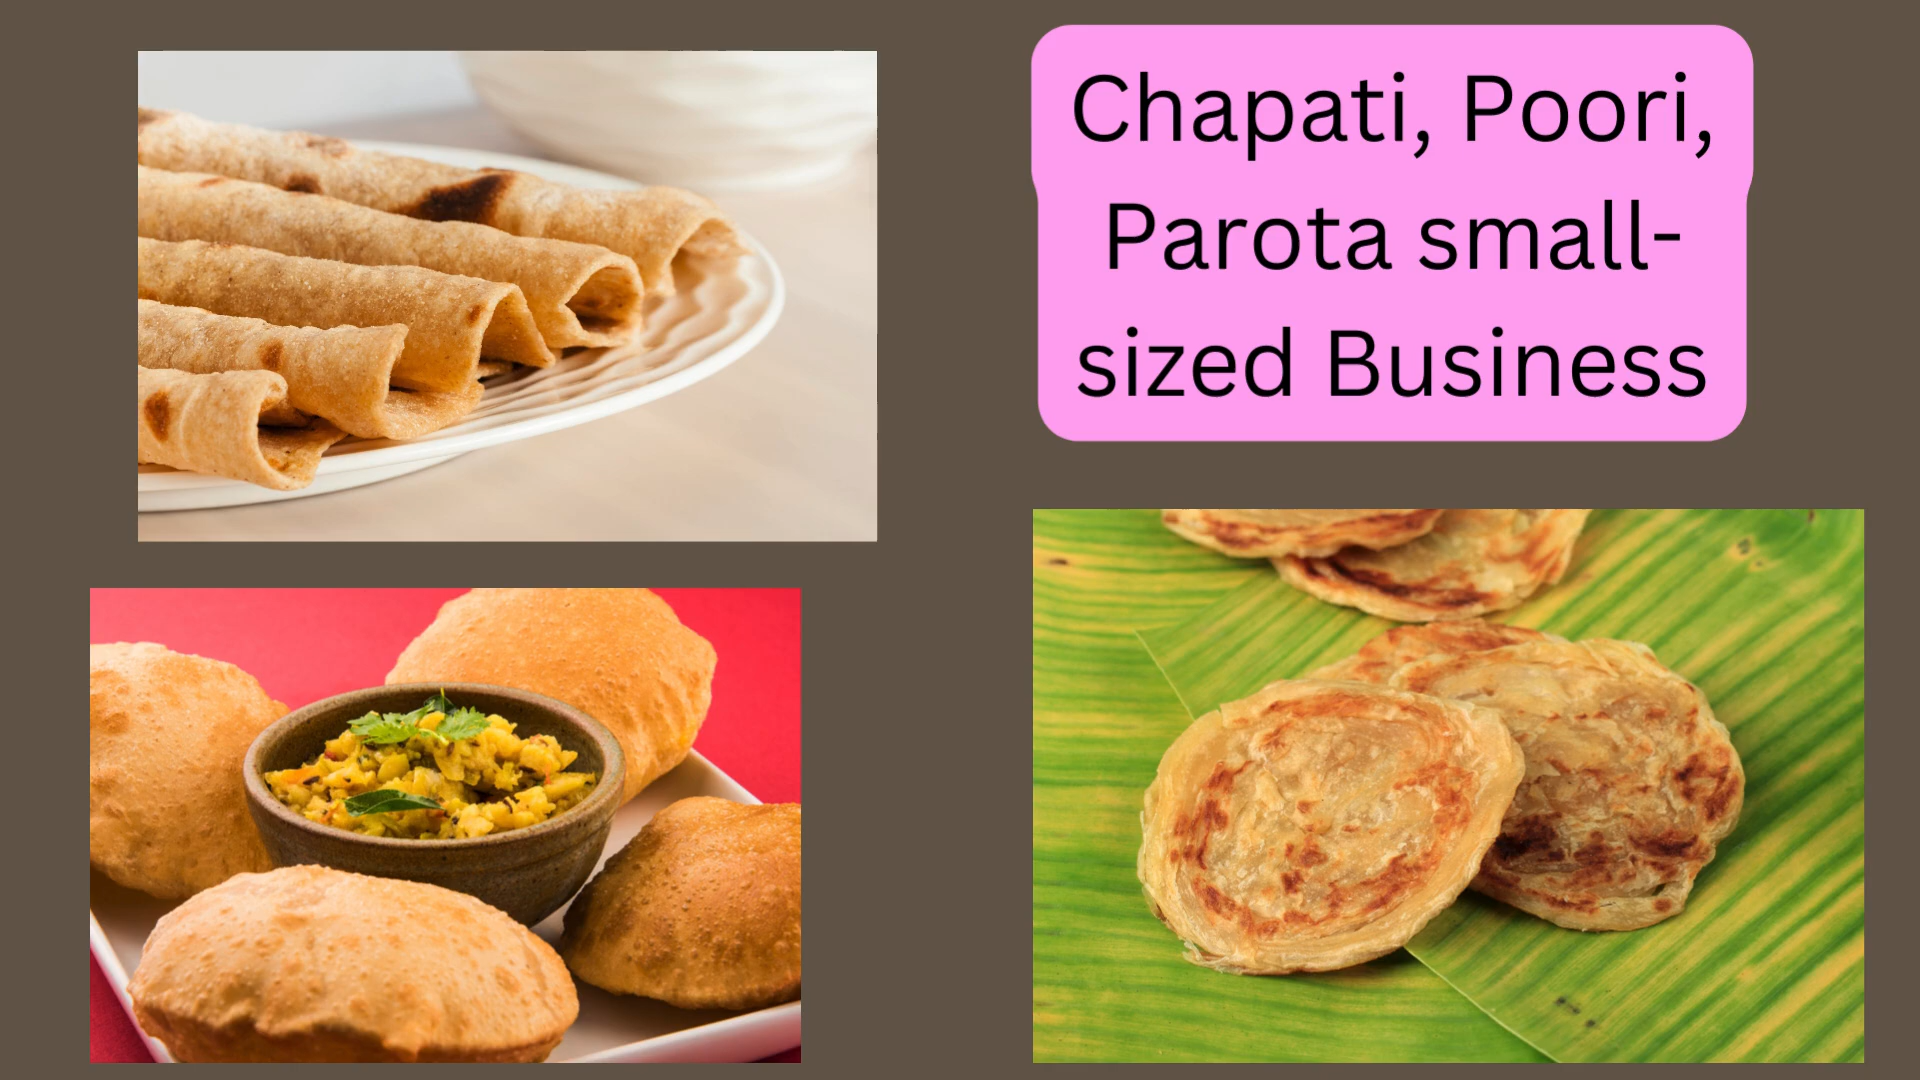 Chapati, Poori,
Parota small-
sized Business